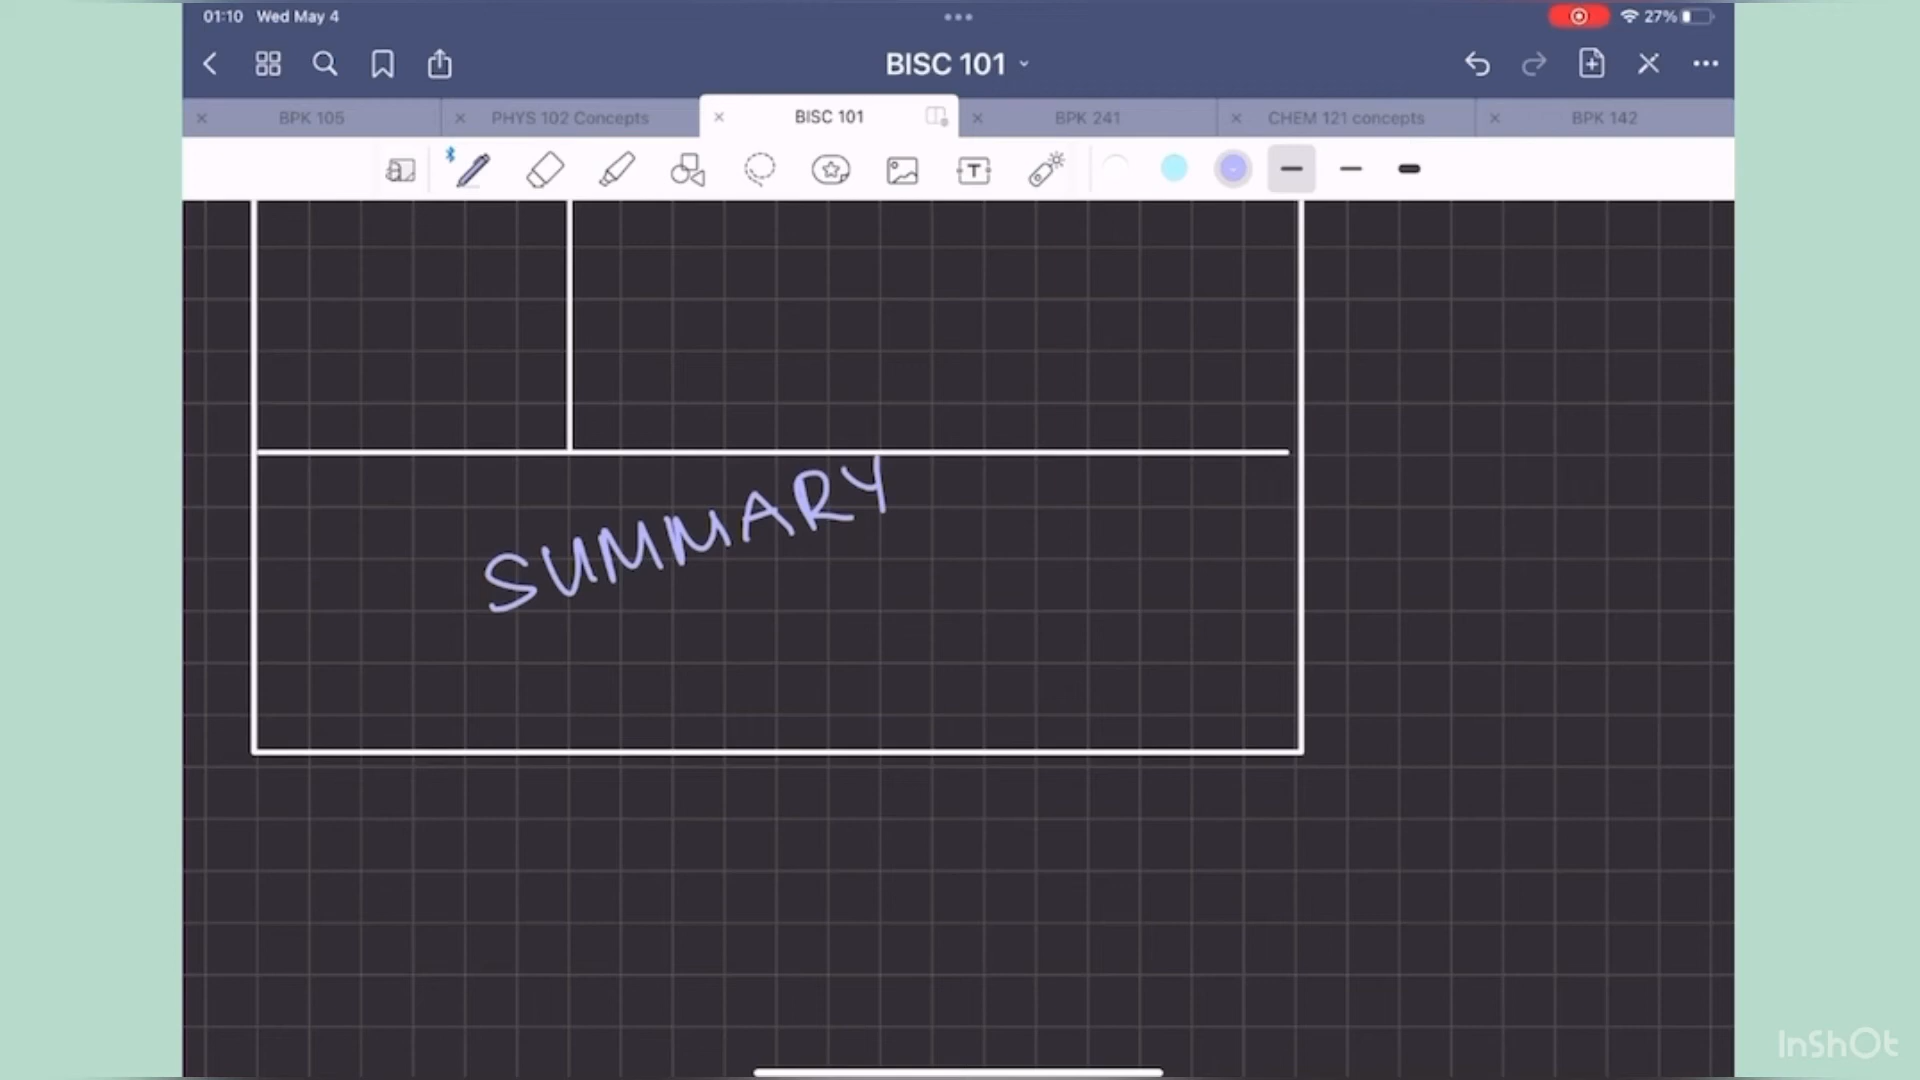 01:10 Wed May 4
27%
BISC 101
BPK 105
PHYS 102 Concepts
BISC 101
BPK 241
CHEM 121 concepts
BPK 142
T
SUMMARY
InShOt